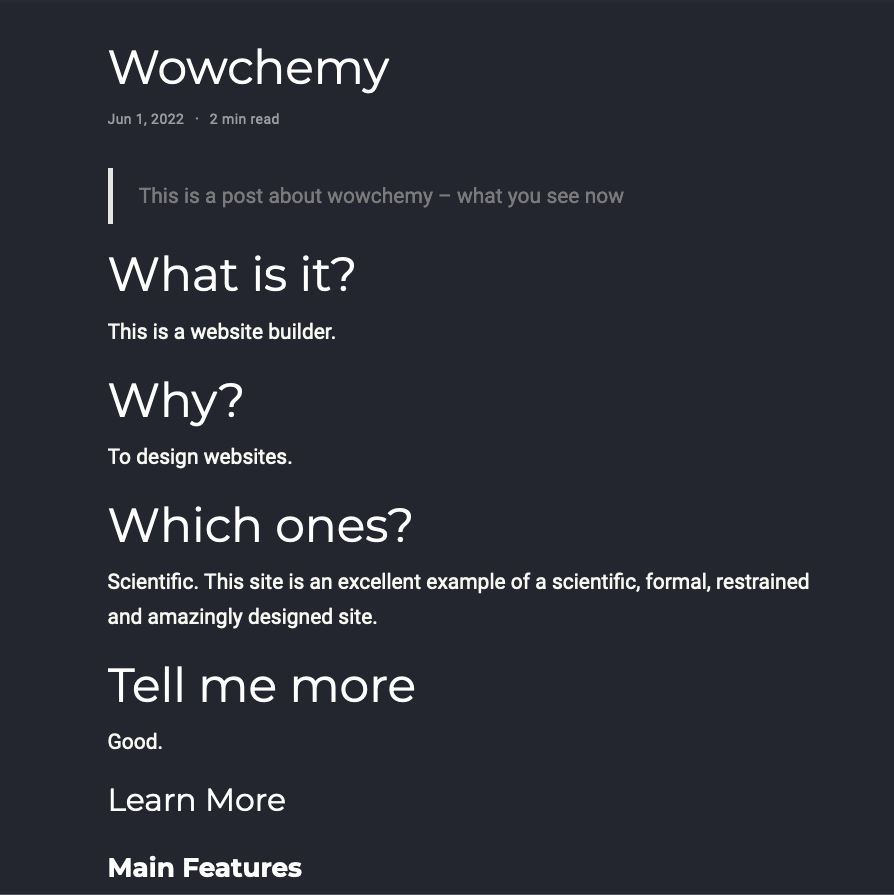 Wowchemy
Jun 1, 2022 · 2 min read
This is a post about wowchemy – what you see now
What is it?
This is a website builder.
Why?
To design websites.
Which ones?
Scientific. This site is an excellent example of a scientific, formal, restrained
and amazingly designed site.
Tell me more
Good.
Learn More
Main Features